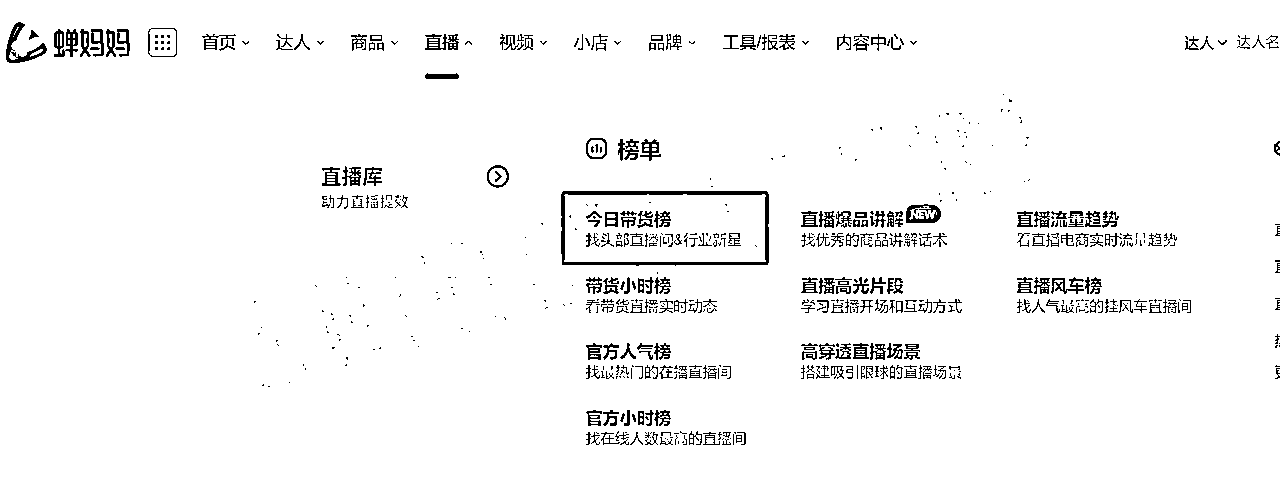 蝉妈妈 首页 达人 商品 直播 视频 小店 品牌 工具/报表 内容中心 达人 达人名
榜单
直播库
助力直播提效
今日带货榜 直播爆品讲解 NEW 直播流量趋势
找头部直播间&行业新星 找优秀的商品讲解话术 看直播电商实时流量趋势
带货小时榜 直播高光片段 直播风车榜
看带货直播实时动态 学习直播开场和互动方式 找人气最高的挂风车直播间
官方人气榜 高穿透直播场景
找最热门的在播直播间 搭建吸引眼球的直播场景
官方小时榜
找在线人数最高的直播间